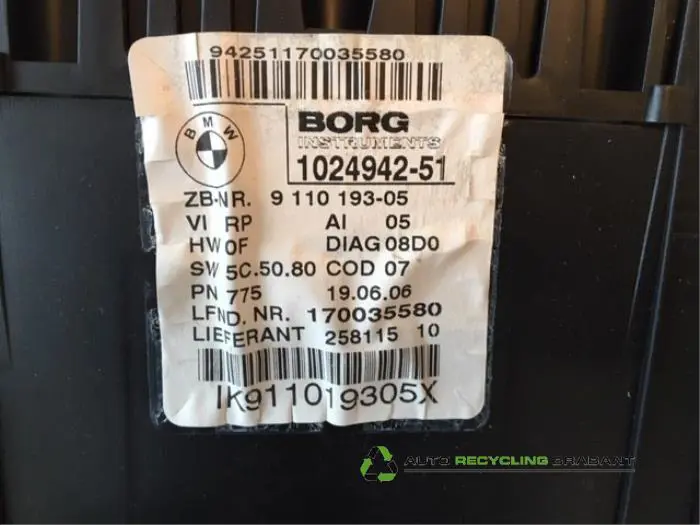 94251170035580
BMW
BORG
INSTRUMENTS
1024942-51
ZB-NR. 9 110 193-05
VI RP AI 05
HW 0F DIAG 08D0
SW 5C.50.80 COD 07
PN 775 19.06.06
LFND. NR. 170035580
LIEFERANT 258115 10
IK911019305X
AUTO RECYCLING BRABANT